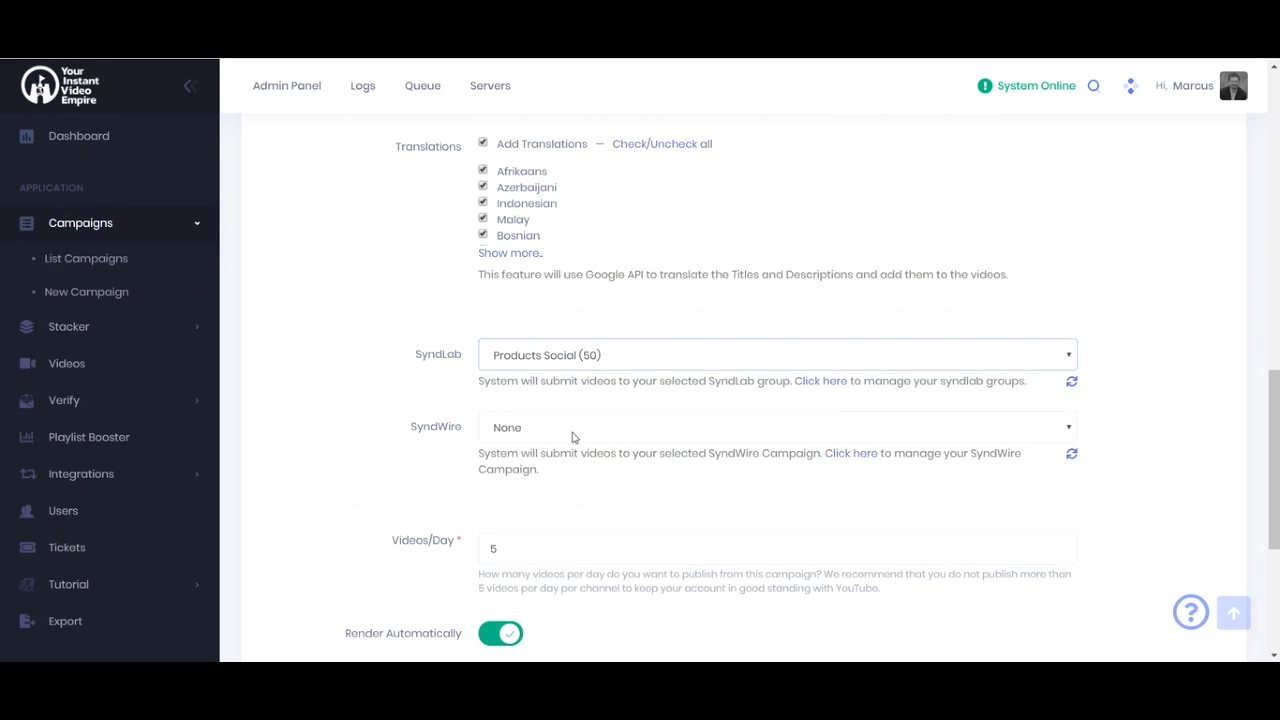 Your
Instant
Video
Empire
Admin Panel
Logs
Queue
Servers
System Online
Hi, Marcus
Dashboard
APPLICATION
Campaigns
List Campaigns
New Campaign
Stacker
Videos
Verify
Playlist Booster
Integrations
Users
Tickets
Tutorial
Export
Translations
Add Translations — Check/Uncheck all
Afrikaans
Azerbaijani
Indonesian
Malay
Bosnian
Show more..
This feature will use Google API to translate the Titles and Descriptions and add them to the videos.
SyndLab
Products Social (50)
System will submit videos to your selected SyndLab group. Click here to manage your syndlab groups.
SyndWire
None
System will submit videos to your selected SyndWire Campaign. Click here to manage your SyndWire
Campaign.
Videos/Day *
5
How many videos per day do you want to publish from this campaign? We recommend that you do not publish more than
5 videos per day per channel to keep your account in good standing with YouTube.
Render Automatically